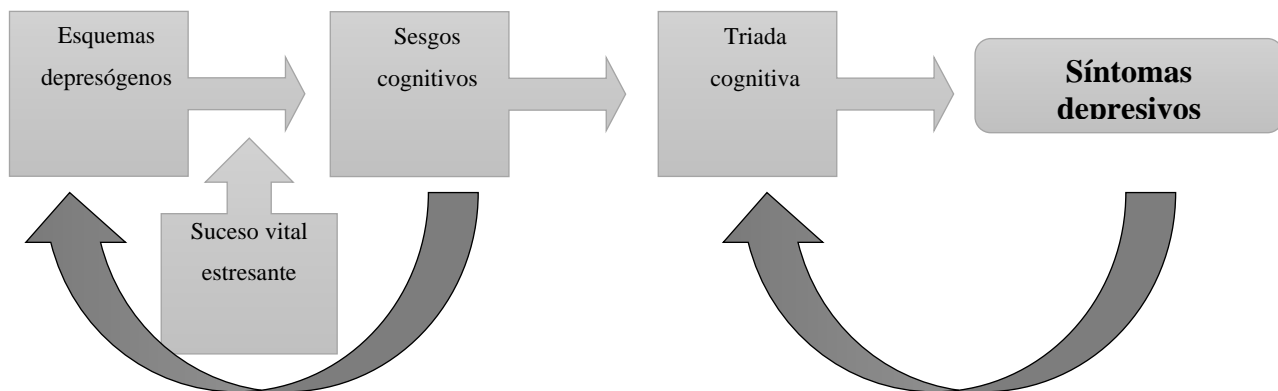 Esquemas
depresógenos
Sesgos
cognitivos
Triada
cognitiva
Síntomas
depresivos
Suceso vital
estresante